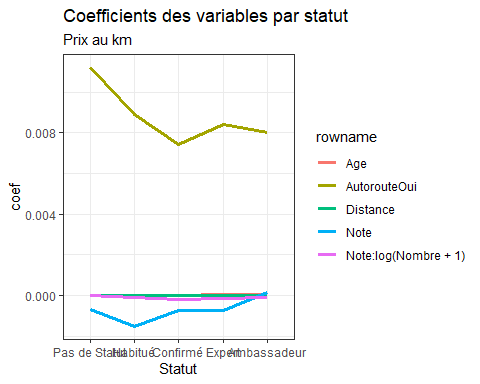 Coefficients des variables par statut
Prix au km
coef
0.008
0.004
0.000
Pas de Statut Habitué Confirmé Expert Ambassadeur
Statut
rowname
Age
AutorouteOui
Distance
Note
Note:log(Nombre + 1)